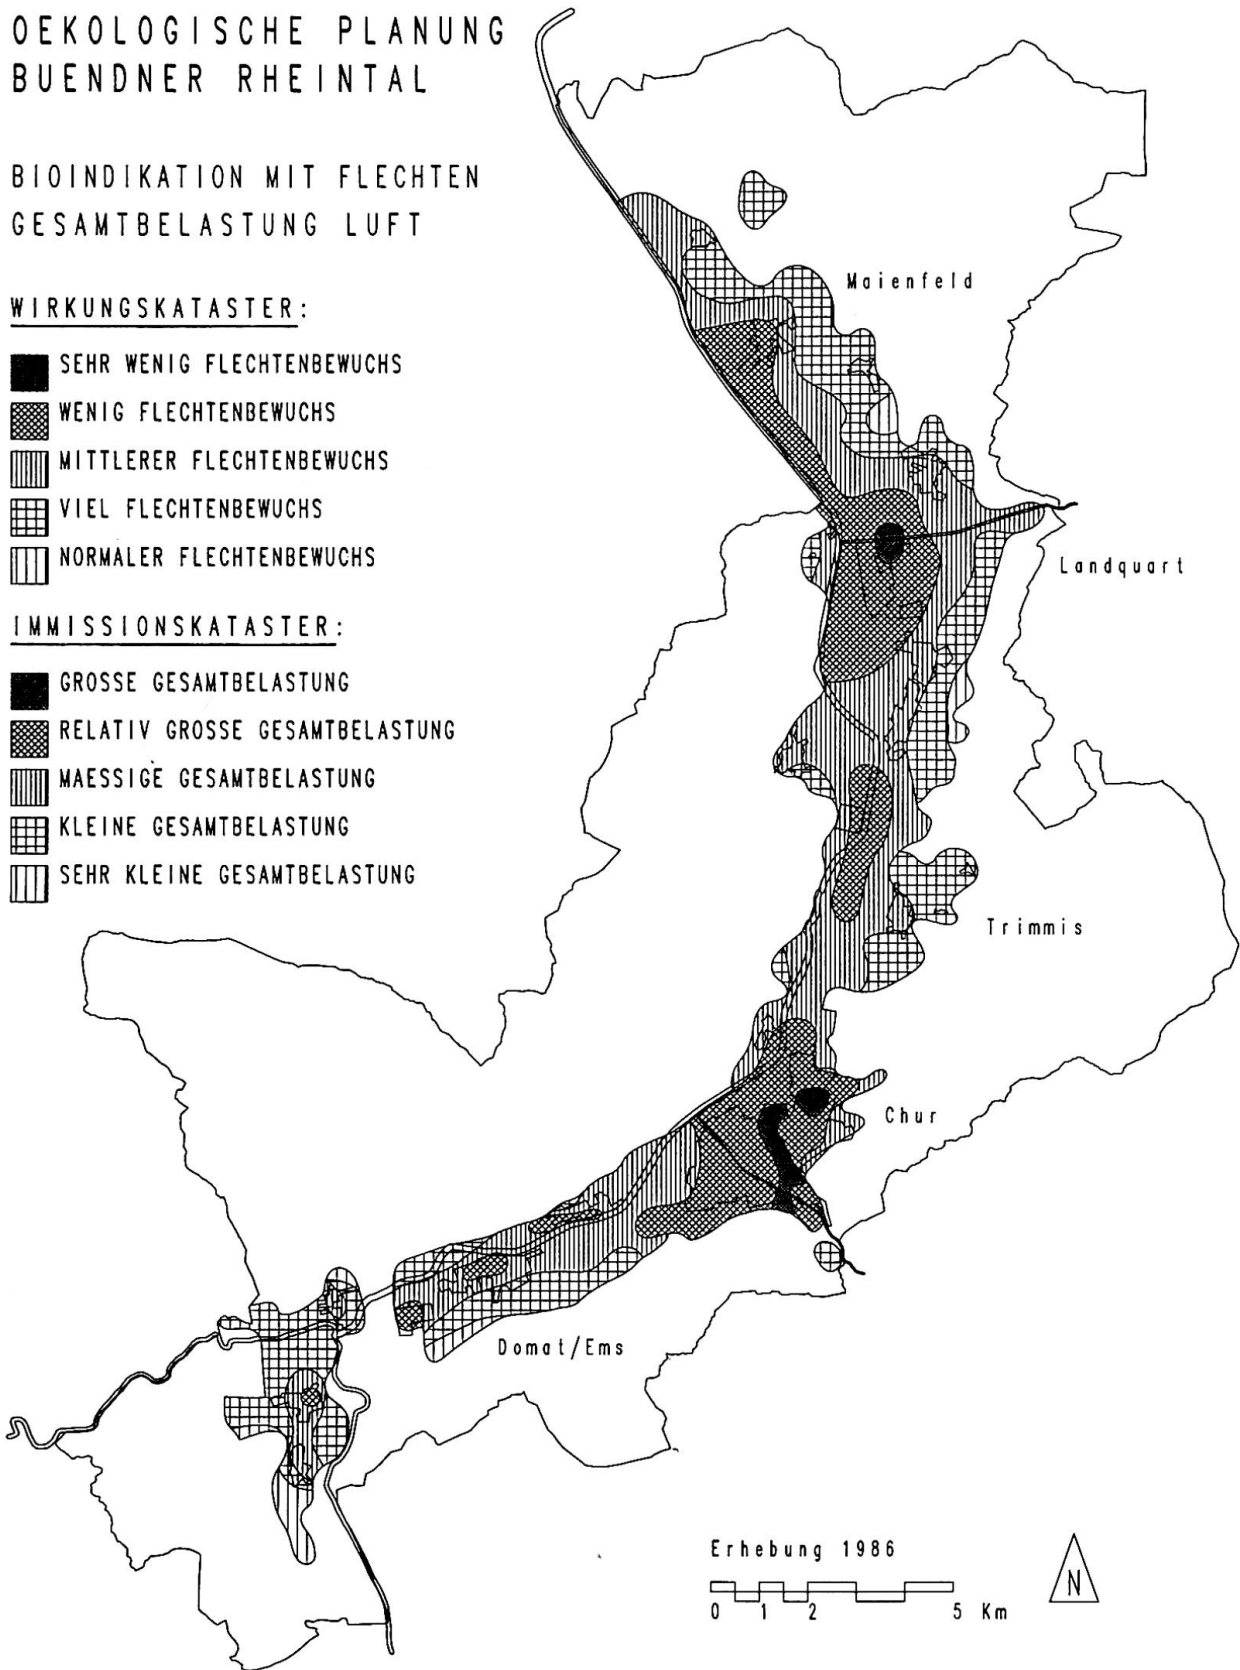 OEKOLOGISCHE PLANUNG
BUENDNER RHEINTAL
BIOINDIKATION MIT FLECHTEN
GESAMTBELASTUNG LUFT
WIRKUNGSKATASTER:
SEHR WENIG FLECHTENBEWUCHS
WENIG FLECHTENBEWUCHS
MITTLERER FLECHTENBEWUCHS
VIEL FLECHTENBEWUCHS
NORMALER FLECHTENBEWUCHS
IMMISSIONSKATASTER:
GROSSE GESAMTBELASTUNG
RELATIV GROSSE GESAMTBELASTUNG
MAESSIGE GESAMTBELASTUNG
KLEINE GESAMTBELASTUNG
SEHR KLEINE GESAMTBELASTUNG
Maienfeld
Landquart
Trimmis
Chur
Domat/Ems
Erhebung 1986
0 1 2 5 Km
N